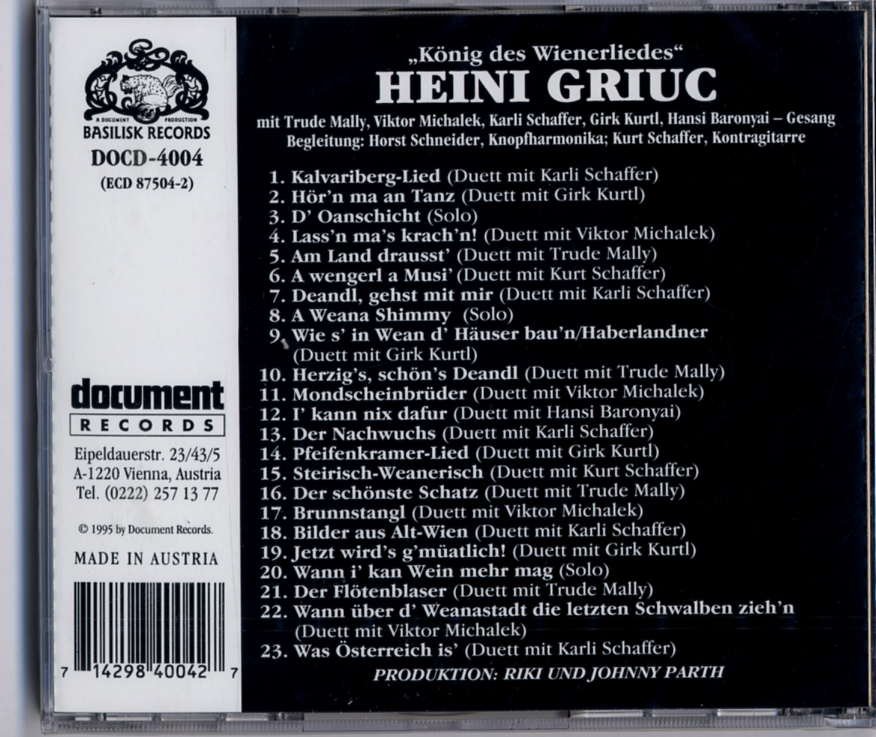 A DOCUMENT PRODUCTION
BASILISK RECORDS
DOCD-4004
(ECD 87504-2)
document
RECORDS
Eipeldauerstr. 23/43/5
A-1220 Vienna, Austria
Tel. (0222) 257 13 77
© 1995 by Document Records.
MADE IN AUSTRIA
7 14298 40042 7
„König des Wienerliedes“
HEINI GRIUC
mit Trude Mally, Viktor Michalek, Karli Schaffer, Girk Kurtl, Hansi Baronyai – Gesang
Begleitung: Horst Schneider, Knopfharmonika; Kurt Schaffer, Kontragitarre
1. Kalvariberg-Lied (Duett mit Karli Schaffer)
2. Hör'n ma an Tanz (Duett mit Girk Kurtl)
3. D' Oanschicht (Solo)
4. Lass'n ma's krach'n! (Duett mit Viktor Michalek)
5. Am Land drausst' (Duett mit Trude Mally)
6. A wengerl a Musi' (Duett mit Kurt Schaffer)
7. Deandl, gehst mit mir (Duett mit Karli Schaffer)
8. A Weana Shimmy (Solo)
9. Wie s' in Wean d' Häuser bau'n/Haberlandner
(Duett mit Girk Kurtl)
10. Herzig's, schön's Deandl (Duett mit Trude Mally)
11. Mondscheinbrüder (Duett mit Viktor Michalek)
12. I' kann nix dafur (Duett mit Hansi Baronyai)
13. Der Nachwuchs (Duett mit Karli Schaffer)
14. Pfeifenkramer-Lied (Duett mit Girk Kurtl)
15. Steirisch-Weanerisch (Duett mit Kurt Schaffer)
16. Der schönste Schatz (Duett mit Trude Mally)
17. Brunnstangl (Duett mit Viktor Michalek)
18. Bilder aus Alt-Wien (Duett mit Karli Schaffer)
19. Jetzt wird's g'müatlich! (Duett mit Girk Kurtl)
20. Wann i' kan Wein mehr mag (Solo)
21. Der Flötenblaser (Duett mit Trude Mally)
22. Wann über d' Weanastadt die letzten Schwalben zieh'n
(Duett mit Viktor Michalek)
23. Was Österreich is' (Duett mit Karli Schaffer)
PRODUKTION: RIKI UND JOHNNY PARTH